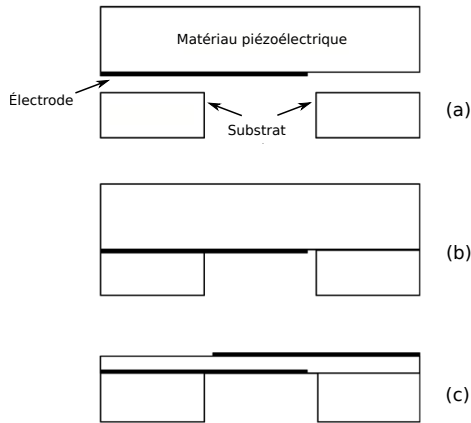 Matériau piézoélectrique
Électrode
Substrat
(a)
(b)
(c)